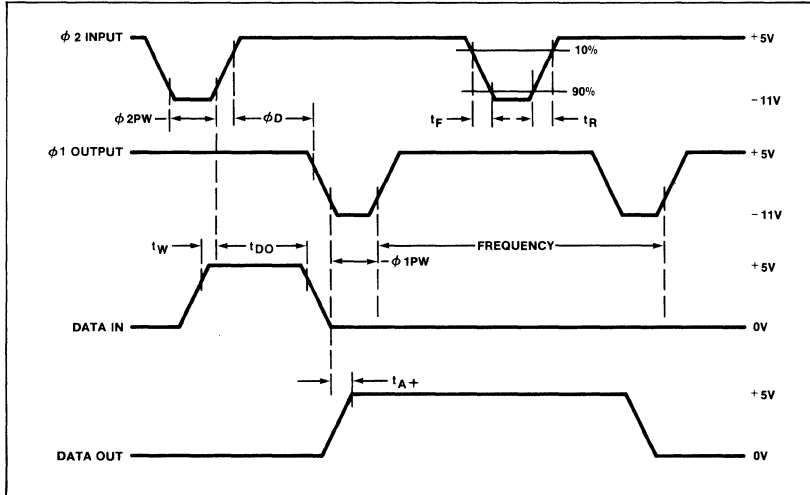 ϕ 2 INPUT
+5V
10%
90%
-11V
ϕ 2PW
ϕD
tF
tR
ϕ1 OUTPUT
+5V
-11V
tW
tDO
FREQUENCY
ϕ 1PW
+5V
DATA IN
0V
tA+
+5V
DATA OUT
0V